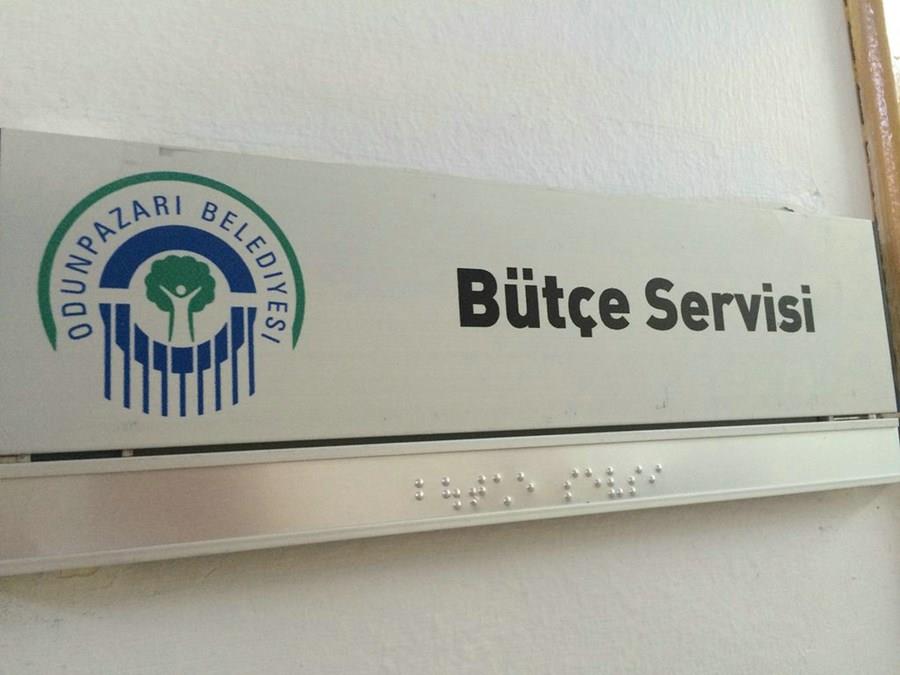 ODUNPAZARI BELEDİYESİ
Bütçe Servisi